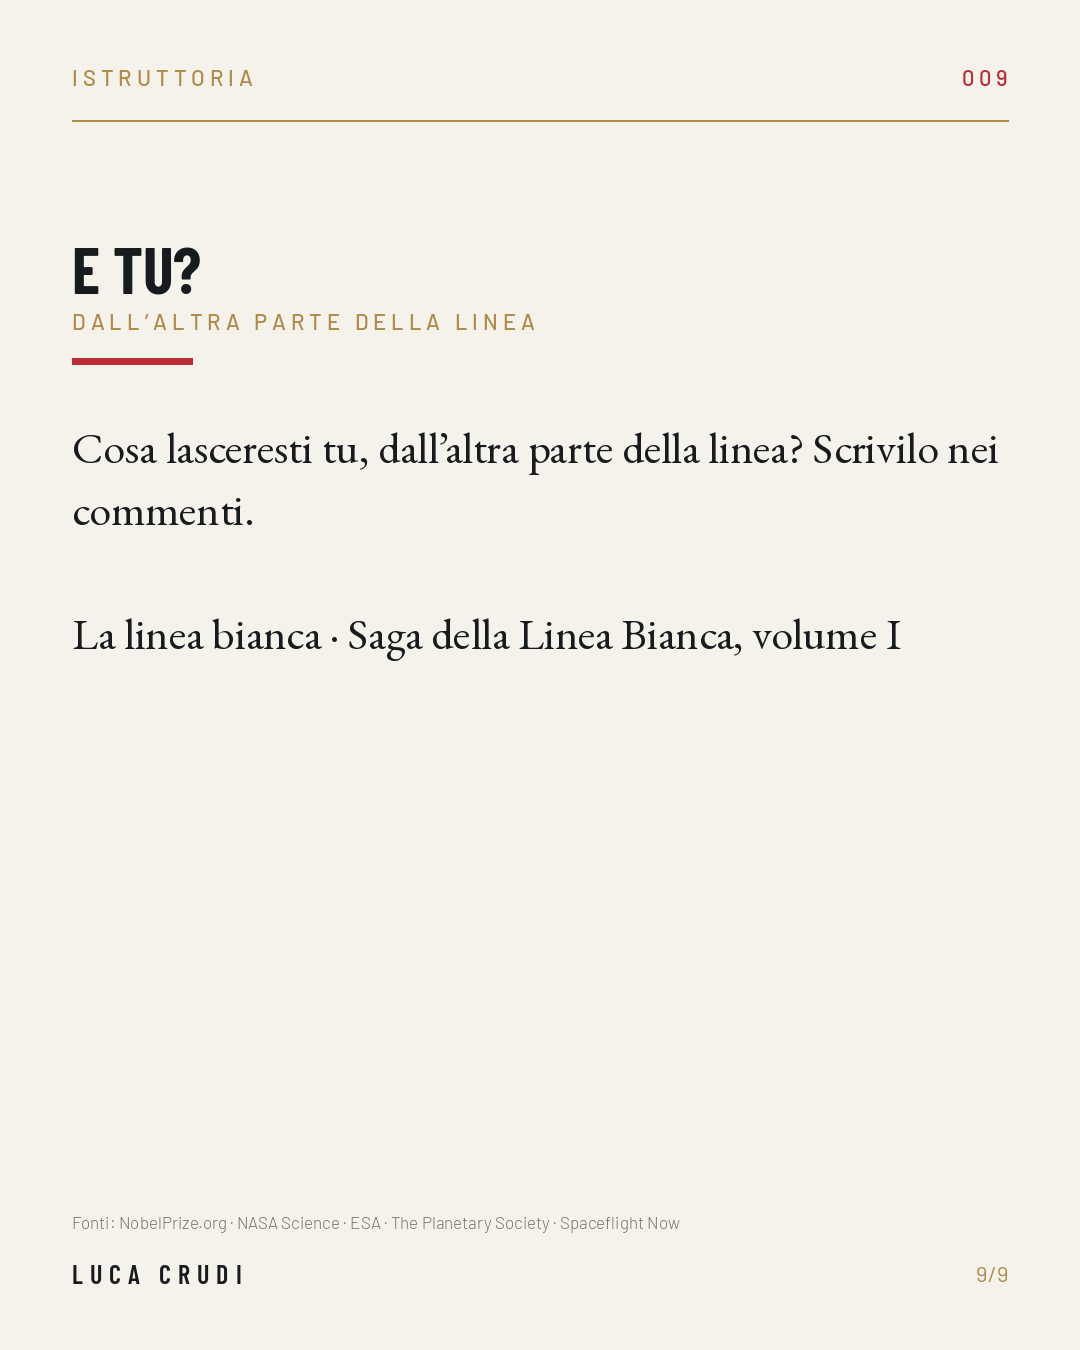 ISTRUTTORIA
009
E TU?
DALL’ALTRA PARTE DELLA LINEA
Cosa lasceresti tu, dall’altra parte della linea? Scrivilo nei
commenti.
La linea bianca · Saga della Linea Bianca, volume I
Fonti: NobelPrize.org · NASA Science · ESA · The Planetary Society · Spaceflight Now
LUCA CRUDI
9/9